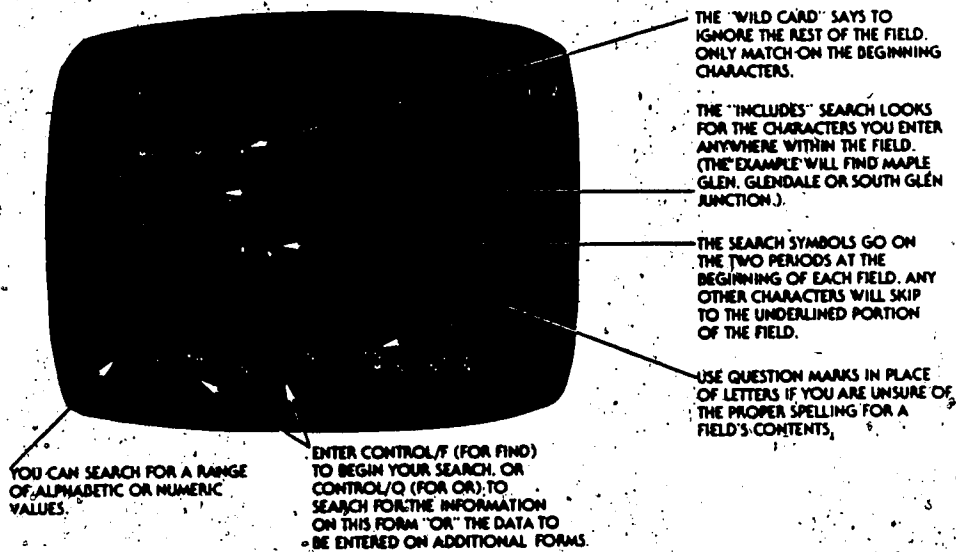 THE "WILD CARD" SAYS TO
IGNORE THE REST OF THE FIELD.
ONLY MATCH ON THE BEGINNING
CHARACTERS.
THE "INCLUDES" SEARCH LOOKS
FOR THE CHARACTERS YOU ENTER
ANYWHERE WITHIN THE FIELD.
(THE EXAMPLE WILL FIND MAPLE
GLEN, GLENDALE OR SOUTH GLEN
JUNCTION.)
THE SEARCH SYMBOLS GO ON
THE TWO PERIODS AT THE
BEGINNING OF EACH FIELD. ANY
OTHER CHARACTERS WILL SKIP
TO THE UNDERLINED PORTION
OF THE FIELD.
USE QUESTION MARKS IN PLACE
OF LETTERS IF YOU ARE UNSURE OF
THE PROPER SPELLING FOR A
FIELD'S CONTENTS.
YOU CAN SEARCH FOR A RANGE
OF ALPHABETIC OR NUMERIC
VALUES.
ENTER CONTROL/F (FOR FIND)
TO BEGIN YOUR SEARCH, OR
CONTROL/Q (FOR OR) TO
SEARCH FOR THE INFORMATION
ON THIS FORM "OR" THE DATA TO
BE ENTERED ON ADDITIONAL FORMS.